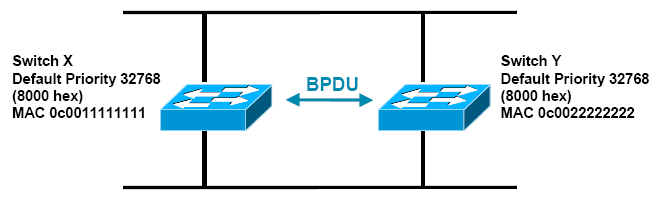 Switch X
Default Priority 32768
(8000 hex)
MAC 0c0011111111
BPDU
Switch Y
Default Priority 32768
(8000 hex)
MAC 0c0022222222